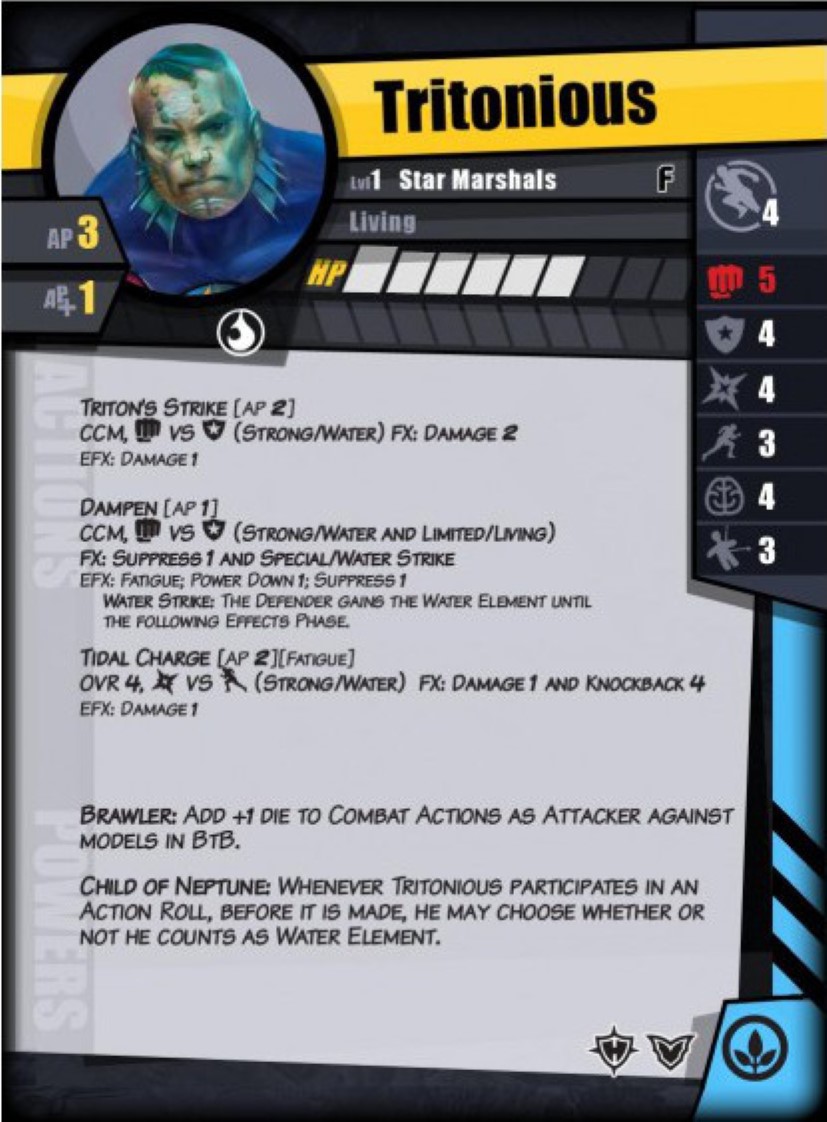 Tritonious
Lvl1 Star Marshals F
Living
AP 3
AP+ 1
HP
4
5
4
4
3
4
3
ACTIONS
TRITON'S STRIKE [AP 2]
CCM, VS (STRONG/WATER) FX: DAMAGE 2
EFX: DAMAGE 1
DAMPEN [AP 1]
CCM, VS (STRONG/WATER AND LIMITED/LIVING)
FX: SUPPRESS 1 AND SPECIAL/WATER STRIKE
EFX: FATIGUE; POWER DOWN 1; SUPPRESS 1
WATER STRIKE: THE DEFENDER GAINS THE WATER ELEMENT UNTIL
THE FOLLOWING EFFECTS PHASE.
TIDAL CHARGE [AP 2][FATIGUE]
OVR 4, VS (STRONG/WATER) FX: DAMAGE 1 AND KNOCKBACK 4
EFX: DAMAGE 1
POWERS
BRAWLER: ADD +1 DIE TO COMBAT ACTIONS AS ATTACKER AGAINST
MODELS IN BTB.
CHILD OF NEPTUNE: WHENEVER TRITONIOUS PARTICIPATES IN AN
ACTION ROLL, BEFORE IT IS MADE, HE MAY CHOOSE WHETHER OR
NOT HE COUNTS AS WATER ELEMENT.
H